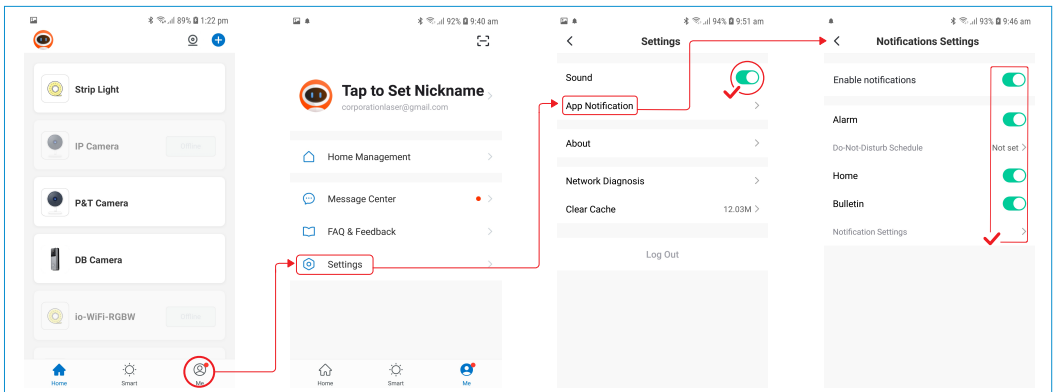 89% 1:22 pm
Strip Light
IP Camera
Offline
P&T Camera
DB Camera
io-WiFi-RGBW
Offline
Home
Smart
Me
92% 9:40 am
Tap to Set Nickname
corporationlaser@gmail.com
Home Management
Message Center
FAQ & Feedback
Settings
Home
Smart
Me
94% 9:51 am
Settings
Sound
App Notification
About
Network Diagnosis
Clear Cache 12.03M
Log Out
93% 9:46 am
Notifications Settings
Enable notifications
Alarm
Do-Not-Disturb Schedule Not set
Home
Bulletin
Notification Settings